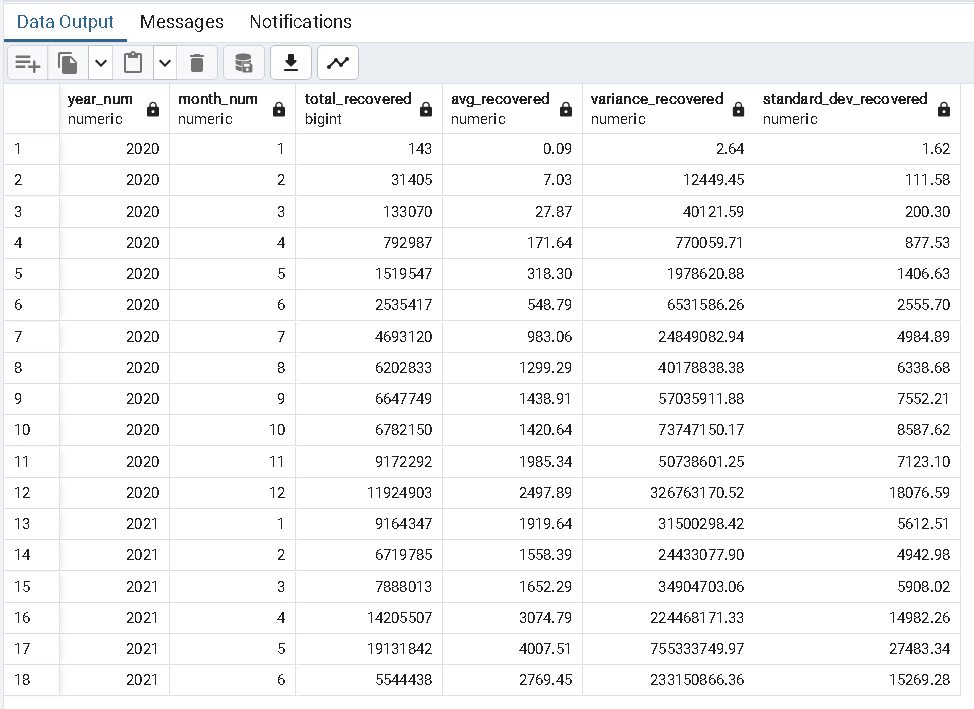 Data Output Messages Notifications
year_num month_num total_recovered avg_recovered variance_recovered standard_dev_recovered
numeric numeric bigint numeric numeric numeric
1 2020 1 143 0.09 2.64 1.62
2 2020 2 31405 7.03 12449.45 111.58
3 2020 3 133070 27.87 40121.59 200.30
4 2020 4 792987 171.64 770059.71 877.53
5 2020 5 1519547 318.30 1978620.88 1406.63
6 2020 6 2535417 548.79 6531586.26 2555.70
7 2020 7 4693120 983.06 24849082.94 4984.89
8 2020 8 6202833 1299.29 40178838.38 6338.68
9 2020 9 6647749 1438.91 57035911.88 7552.21
10 2020 10 6782150 1420.64 73747150.17 8587.62
11 2020 11 9172292 1985.34 50738601.25 7123.10
12 2020 12 11924903 2497.89 326763170.52 18076.59
13 2021 1 9164347 1919.64 31500298.42 5612.51
14 2021 2 6719785 1558.39 24433077.90 4942.98
15 2021 3 7888013 1652.29 34904703.06 5908.02
16 2021 4 14205507 3074.79 224468171.33 14982.26
17 2021 5 19131842 4007.51 755333749.97 27483.34
18 2021 6 5544438 2769.45 233150866.36 15269.28